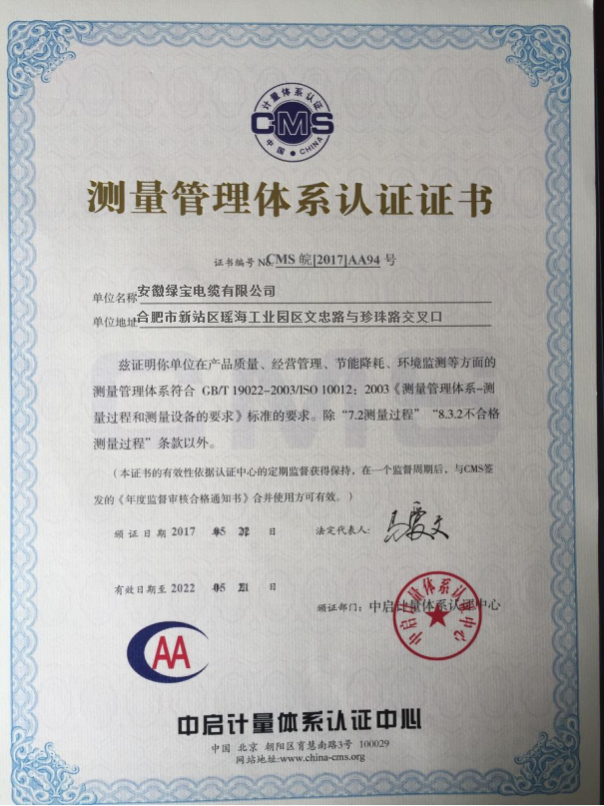 计量体系认证
CMS
中国 • CHINA
测量管理体系认证证书
证书编号 No. CMS 皖[2017]AA94 号
单位名称 安徽绿宝电缆有限公司
单位地址 合肥市新站区瑶海工业园区文忠路与珍珠路交叉口
兹证明你单位在产品质量、经营管理、节能降耗、环境监测等方面的
测量管理体系符合 GB/T 19022-2003/ISO 10012: 2003《测量管理体系-测
量过程和测量设备的要求》标准的要求。除“7.2测量过程”“8.3.2不合格
测量过程”条款以外。
（本证书的有效性依据认证中心的定期监督获得保持，在一个监督周期后，与CMS签
发的《年度监督审核合格通知书》合并使用方可有效。）
颁证日期 2017 年 05 月 22 日 法定代表人:
有效日期至 2022 年 05 月 21 日
颁证部门: 中启计量体系认证中心
中启计量体系认证中心
AA
中启计量体系认证中心
中国 北京 朝阳区育慧南路3号 100029
网站地址:www.china-cms.org